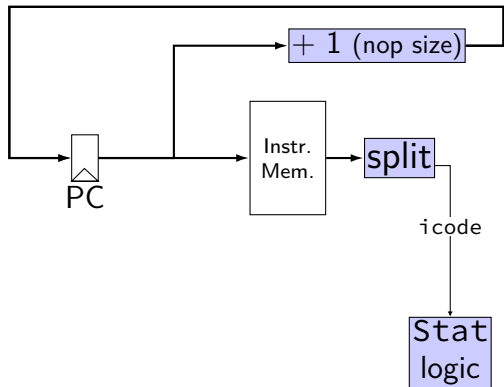 + 1 (nop size)
Instr.
Mem.
split
PC
icode
Stat
logic